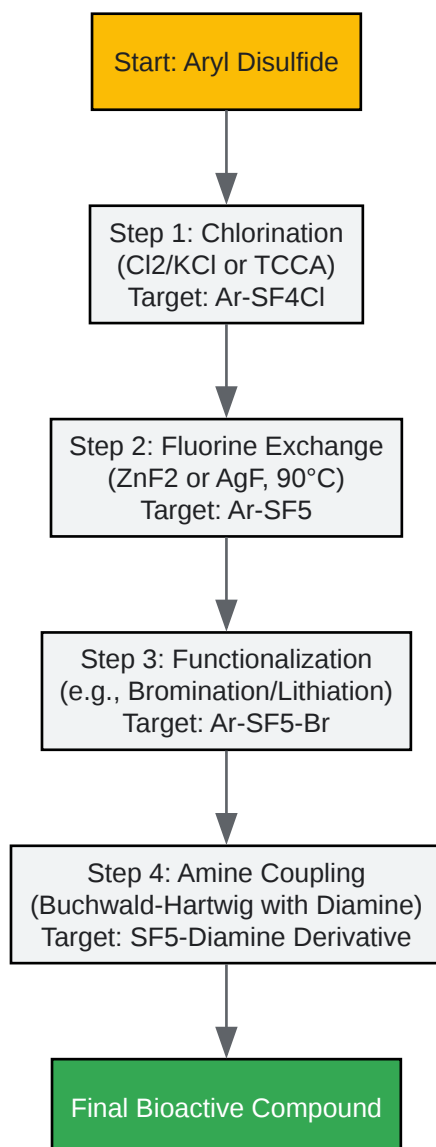 Start: Aryl Disulfide
Step 1: Chlorination
(Cl2/KCl or TCCA)
Target: Ar-SF4Cl
Step 2: Fluorine Exchange
(ZnF2 or AgF, 90°C)
Target: Ar-SF5
Step 3: Functionalization
(e.g., Bromination/Lithiation)
Target: Ar-SF5-Br
Step 4: Amine Coupling
(Buchwald-Hartwig with Diamine)
Target: SF5-Diamine Derivative
Final Bioactive Compound